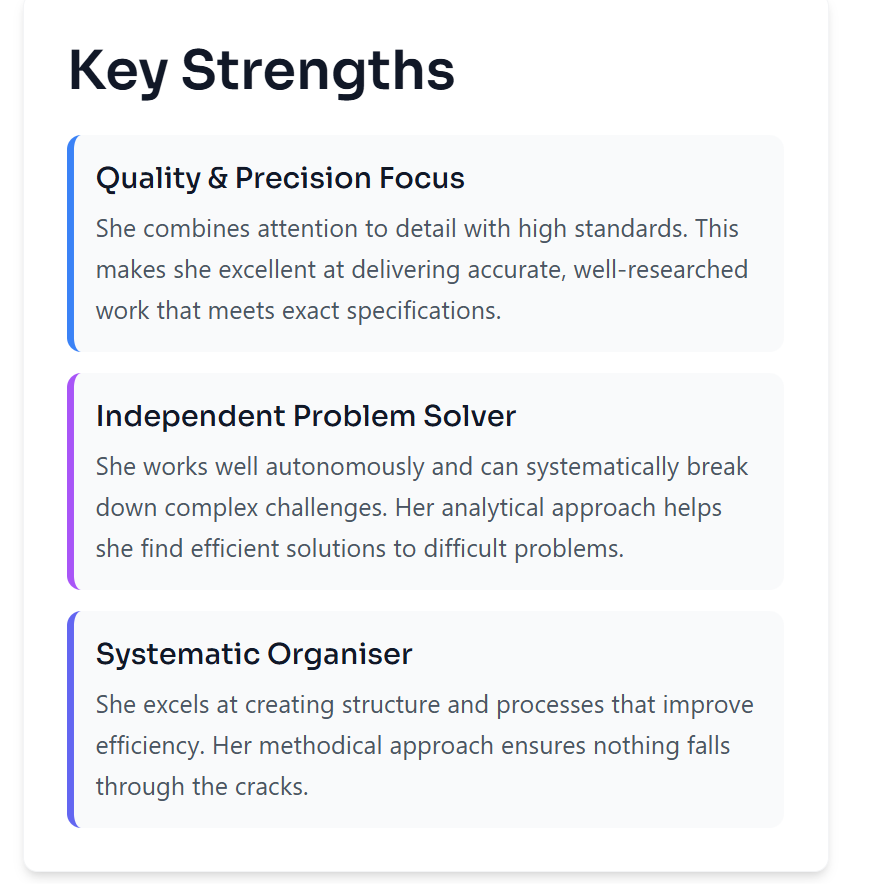 Key Strengths
Quality & Precision Focus
She combines attention to detail with high standards. This
makes she excellent at delivering accurate, well-researched
work that meets exact specifications.
Independent Problem Solver
She works well autonomously and can systematically break
down complex challenges. Her analytical approach helps
she find efficient solutions to difficult problems.
Systematic Organiser
She excels at creating structure and processes that improve
efficiency. Her methodical approach ensures nothing falls
through the cracks.